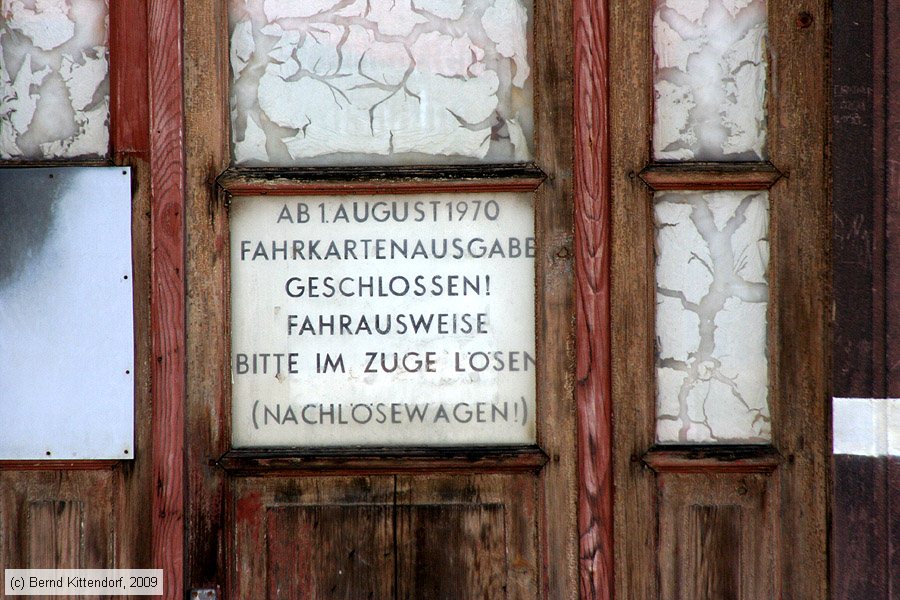 AB 1. AUGUST 1970
FAHRKARTENAUSGABE
GESCHLOSSEN!
FAHRAUSWEISE
BITTE IM ZUGE LÖSEN
(NACHLÖSEWAGEN!)
(c) Bernd Kittendorf, 2009